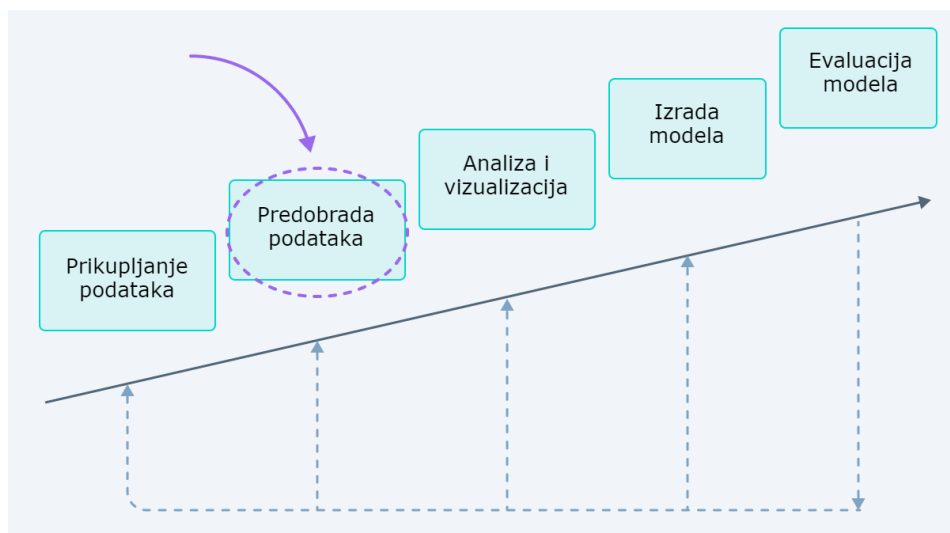 Prikupljanje
podataka
Predobrada
podataka
Analiza i
vizualizacija
Izrada
modela
Evaluacija
modela